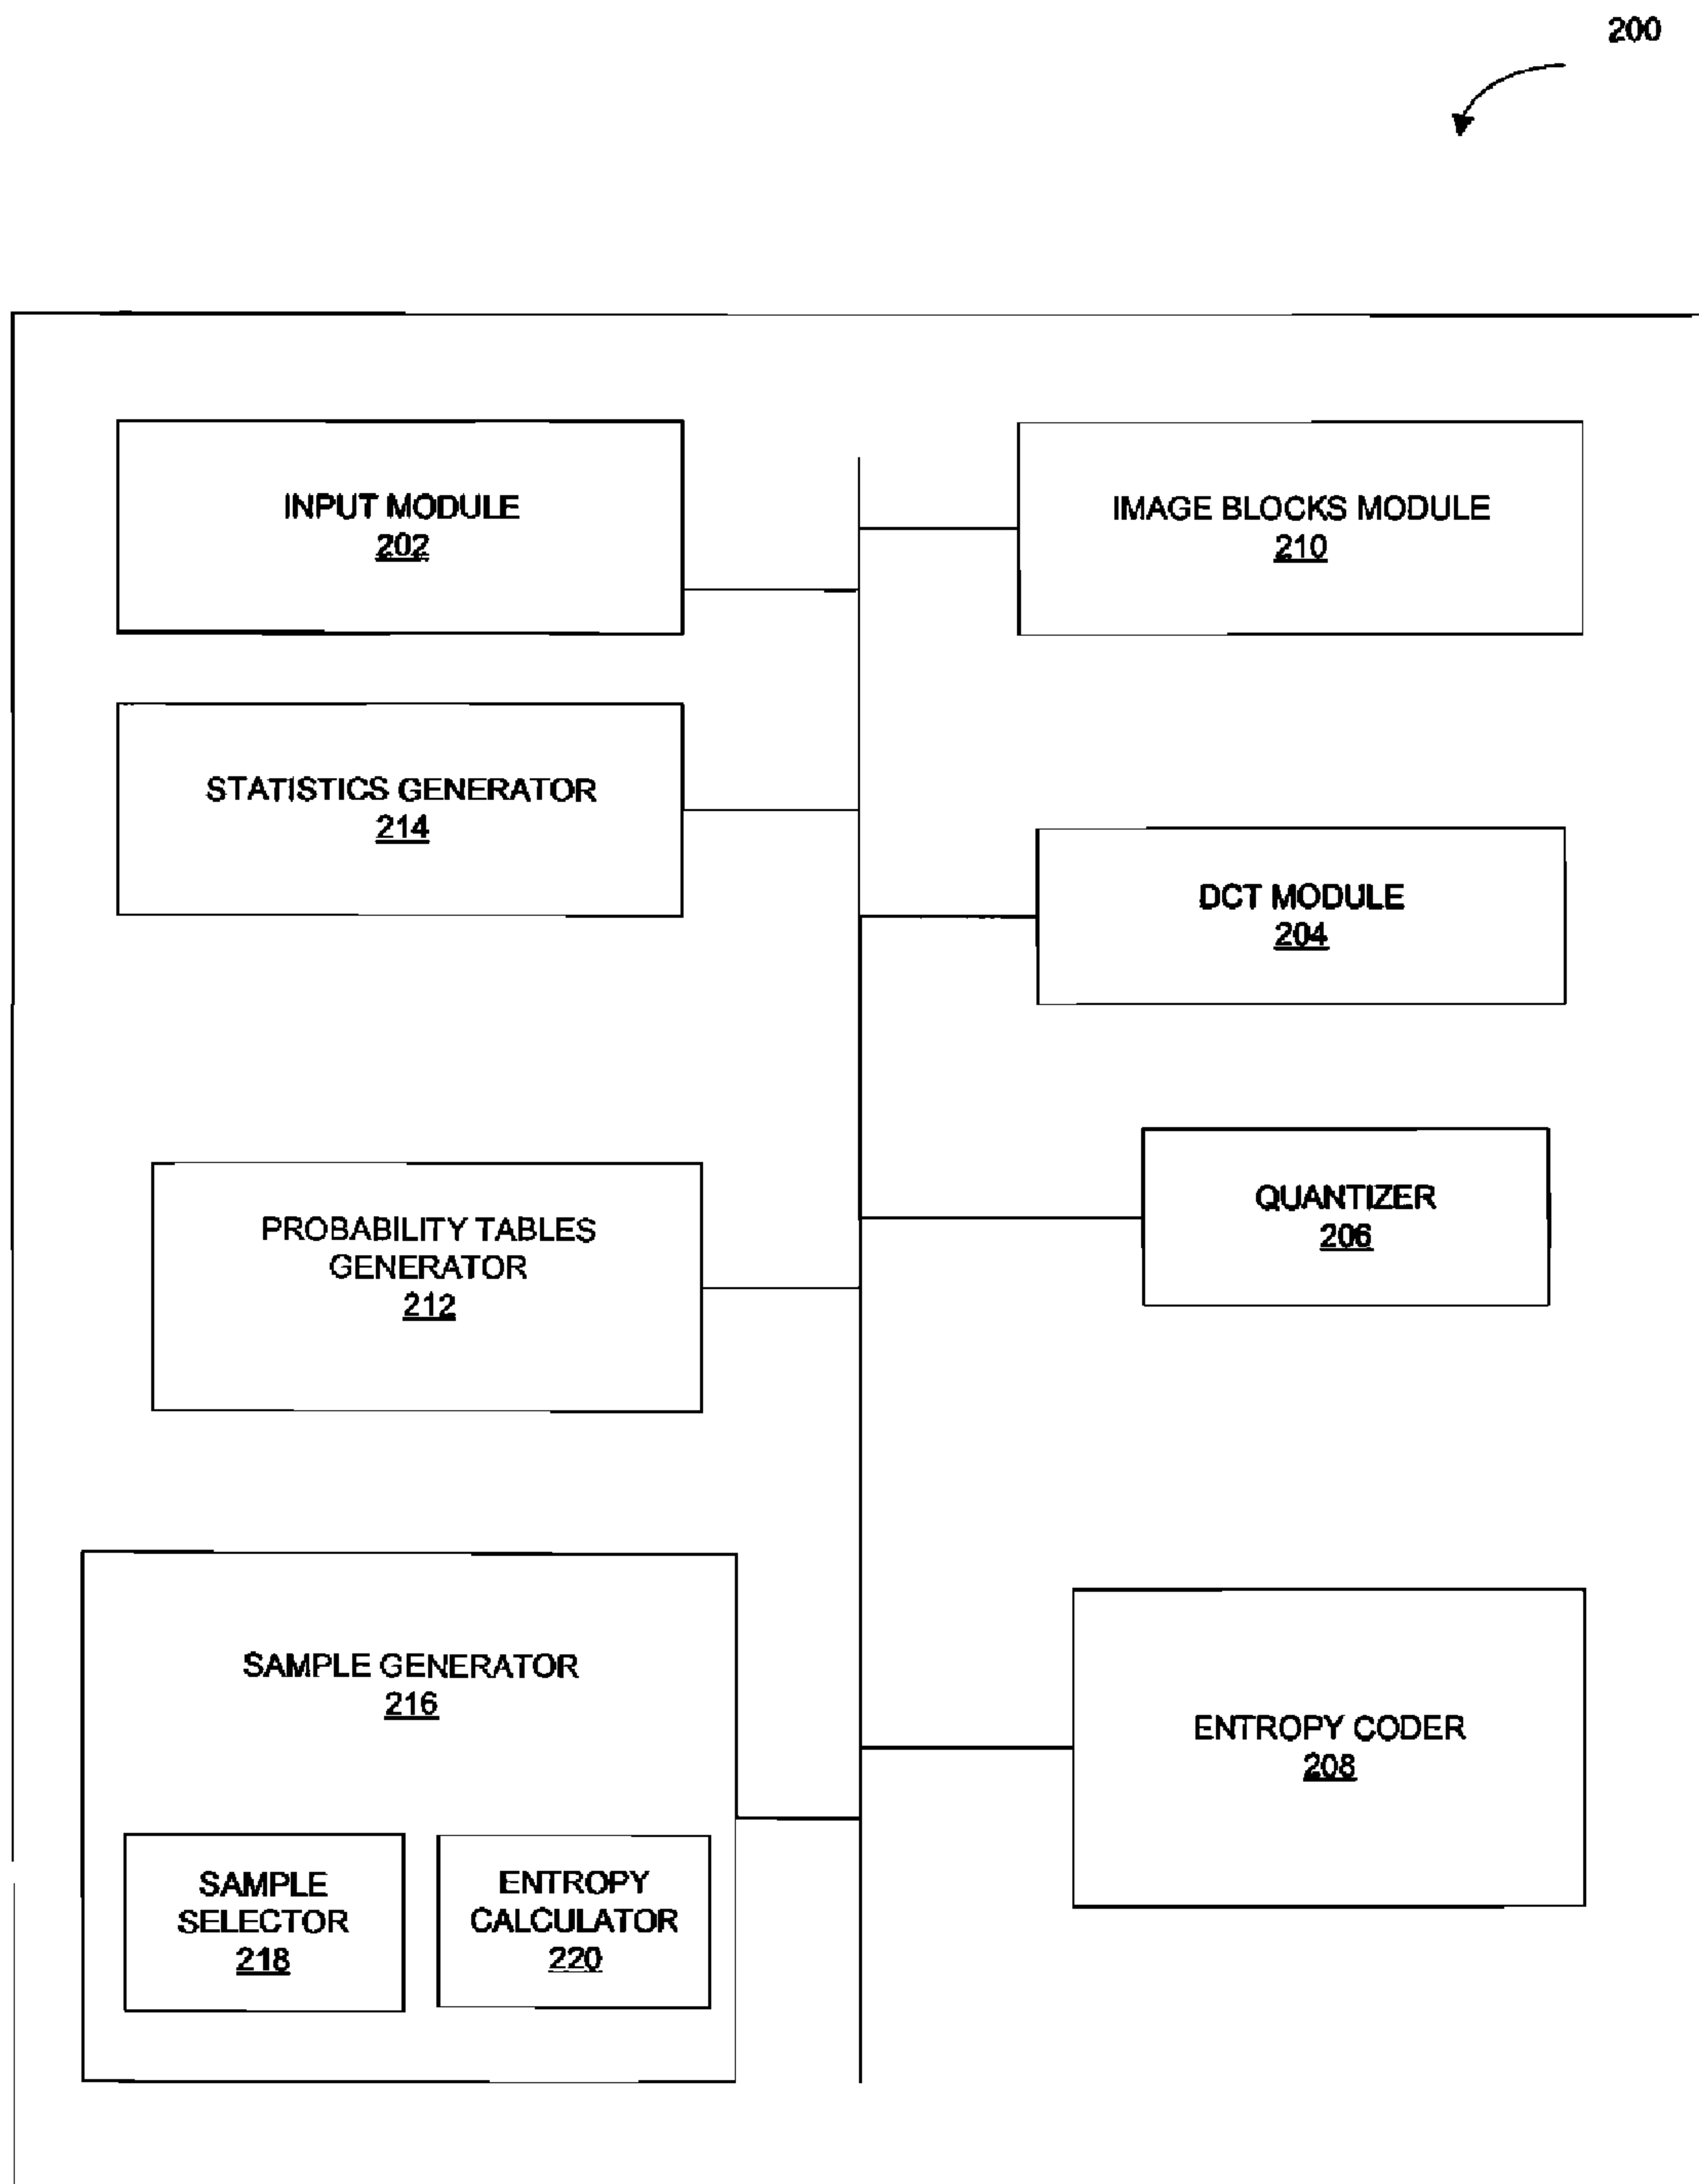 200
INPUT MODULE
202
IMAGE BLOCKS MODULE
210
STATISTICS GENERATOR
214
DCT MODULE
204
PROBABILITY TABLES
GENERATOR
212
QUANTIZER
206
SAMPLE GENERATOR
216
ENTROPY CODER
208
SAMPLE
SELECTOR
218
ENTROPY
CALCULATOR
220